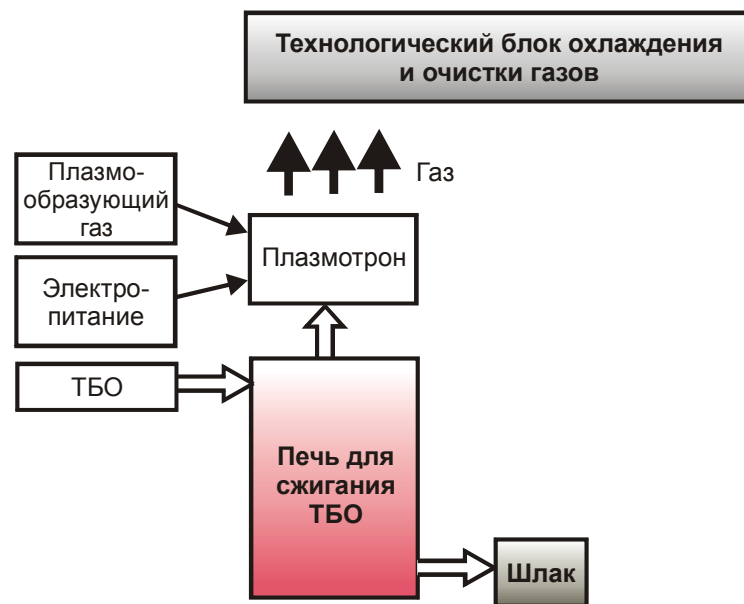 Технологический блок охлаждения
и очистки газов
Газ
Плазмо-
образующий
газ
Плазмотрон
Электро-
питание
ТБО
Печь для
сжигания
ТБО
Шлак